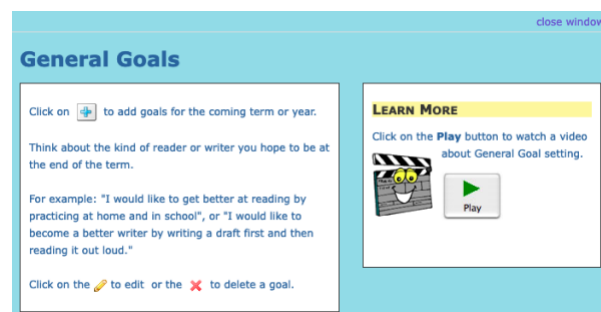 close window
General Goals
Click on to add goals for the coming term or year.
Think about the kind of reader or writer you hope to be at
the end of the term.
For example: "I would like to get better at reading by
practicing at home and in school", or "I would like to
become a better writer by writing a draft first and then
reading it out loud."
Click on the to edit or the to delete a goal.
LEARN MORE
Click on the Play button to watch a video
about General Goal setting.
Play